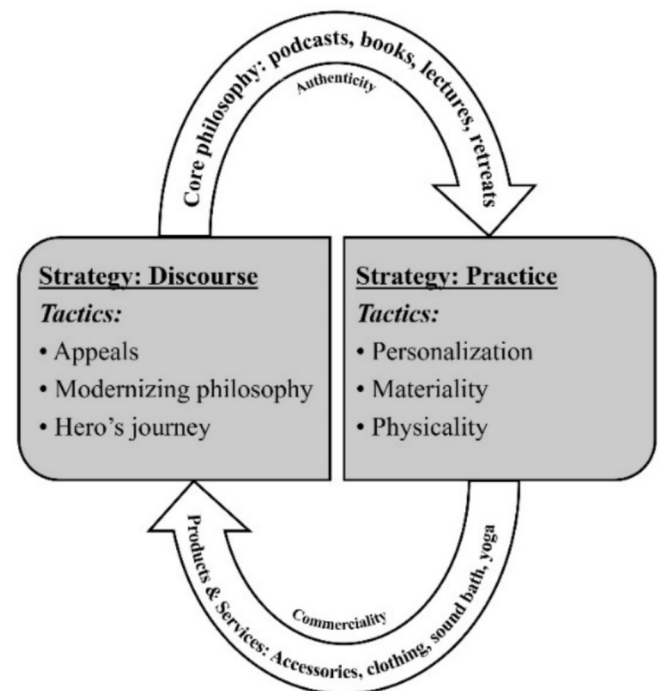 Core philosophy: podcasts, books, lectures, retreats
Authenticity
Strategy: Discourse
Tactics:
• Appeals
• Modernizing philosophy
• Hero's journey
Strategy: Practice
Tactics:
• Personalization
• Materiality
• Physicality
Commerciality
Products & Services: Accessories, clothing, sound bath, yoga